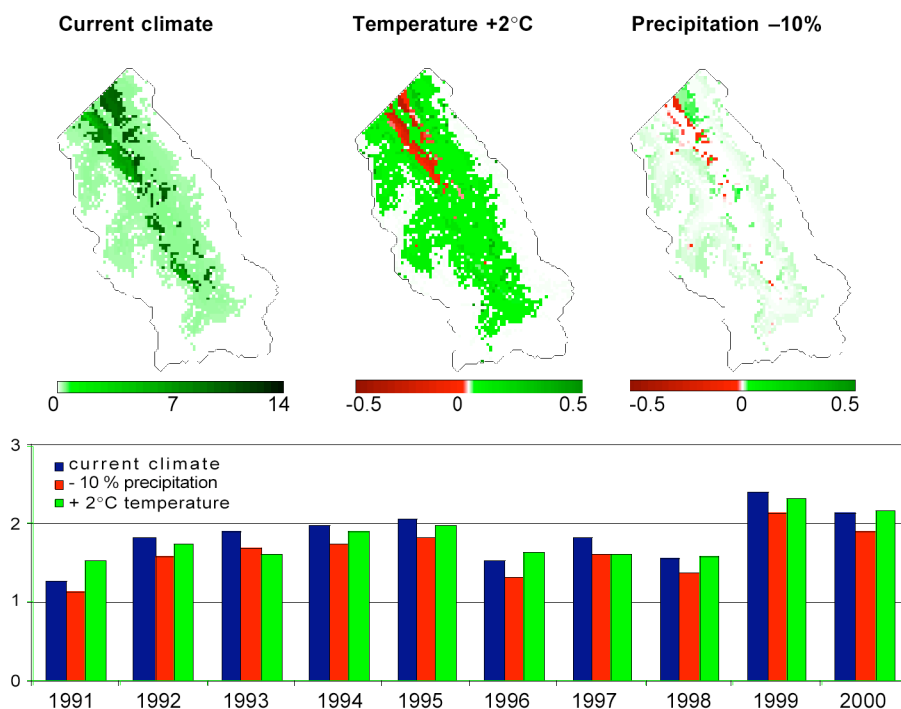 Current climate
Temperature +2°C
Precipitation –10%
0 7 14
-0.5 0 0.5
-0.5 0 0.5
3
current climate
- 10 % precipitation
+ 2°C temperature
2
1
0
1991 1992 1993 1994 1995 1996 1997 1998 1999 2000